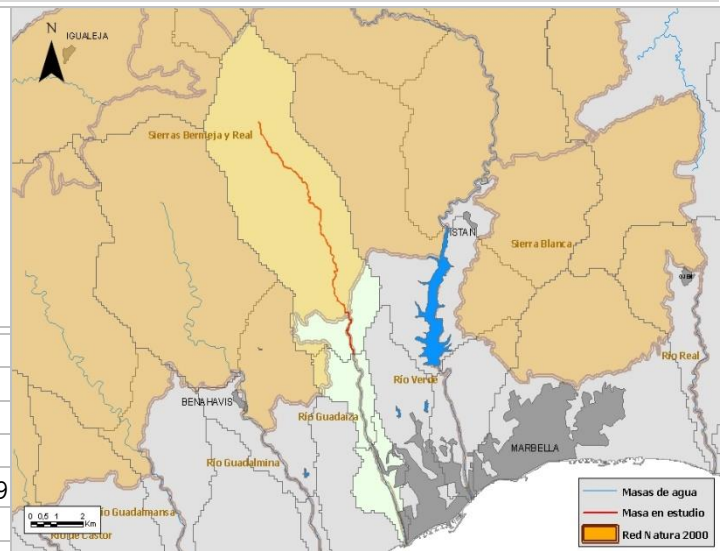 N
IGUALEJA
Sierras Bermeja y Real
ISTAN
Sierra Blanca
Río Real
Río Verde
BENAHAVIS
Río Guadaiza
MARBELLA
Río Guadalmina
9
Río Guadalmansa
Río de Castor
0 0,5 1 2
Km
Masas de agua
Masa en estudio
Red Natura 2000